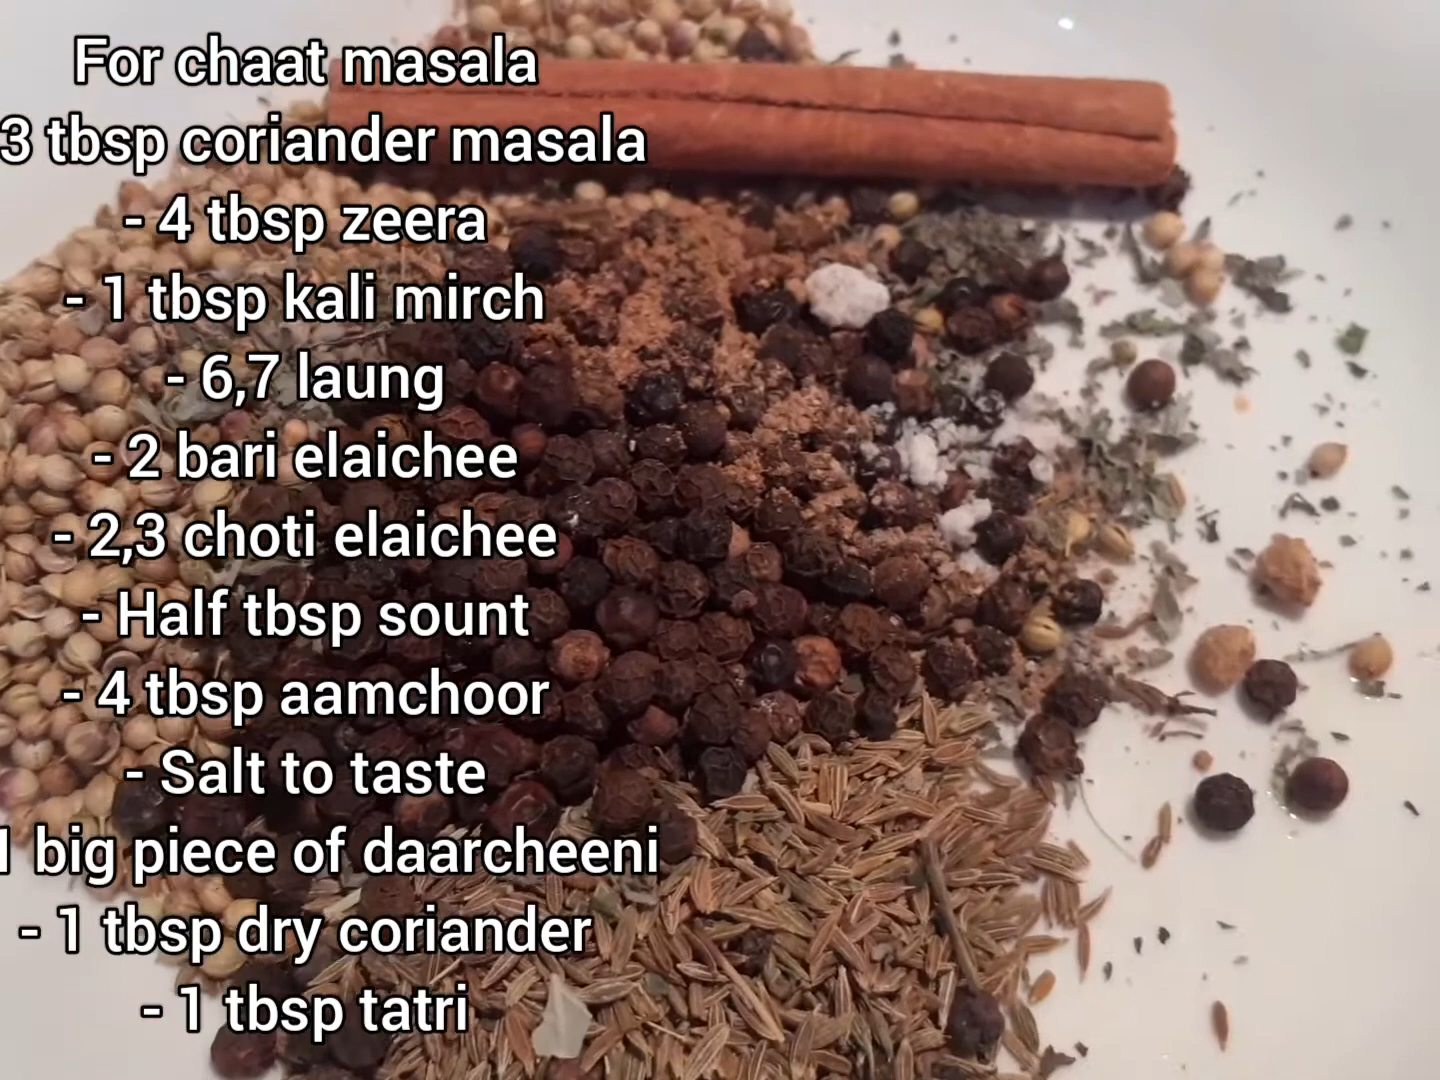 For chaat masala
3 tbsp coriander masala
- 4 tbsp zeera
- 1 tbsp kali mirch
- 6,7 laung
- 2 bari elaichee
- 2,3 choti elaichee
- Half tbsp sount
- 4 tbsp aamchoor
- Salt to taste
1 big piece of daarcheeni
- 1 tbsp dry coriander
- 1 tbsp tatri